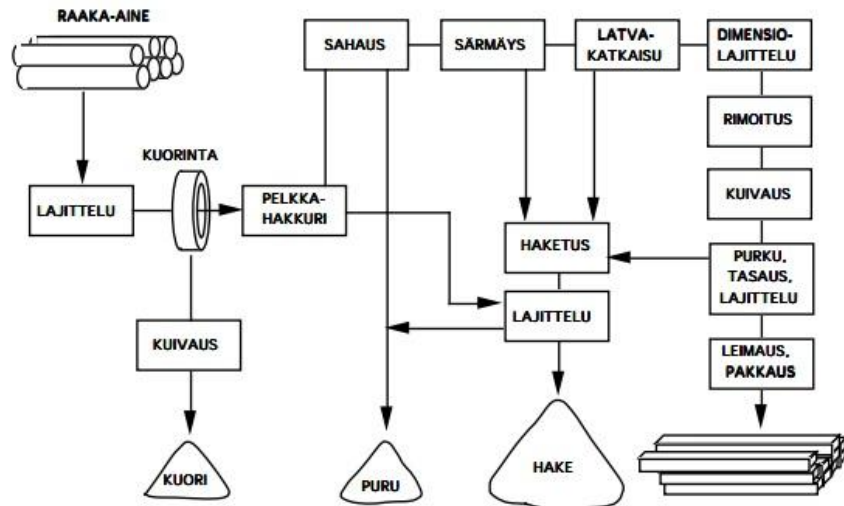 RAAKA-AINE
SAHAUS
SÄRMÄYS
LATVA-
KATKAISU
DIMENSIO-
LAJITTELU
RIMOITUS
KUORINTA
LAJITTELU
PELKKA-
HAKKURI
KUIVAUS
HAKETUS
PURKU,
TASAUS,
LAJITTELU
LAJITTELU
KUIVAUS
LEIMAUS,
PAKKAUS
KUORI
PURU
HAKE